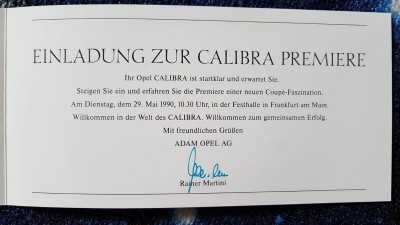 EINLADUNG ZUR CALIBRA PREMIERE
Ihr Opel CALIBRA ist startklar und erwartet Sie.
Steigen Sie ein und erfahren Sie die Premiere einer neuen Coupé-Faszination.
Am Dienstag, dem 29. Mai 1990, 10.30 Uhr, in der Festhalle in Frankfurt am Main.
Willkommen in der Welt des CALIBRA. Willkommen zum gemeinsamen Erfolg.
Mit freundlichen Grüßen
ADAM OPEL AG
Rainer Martini